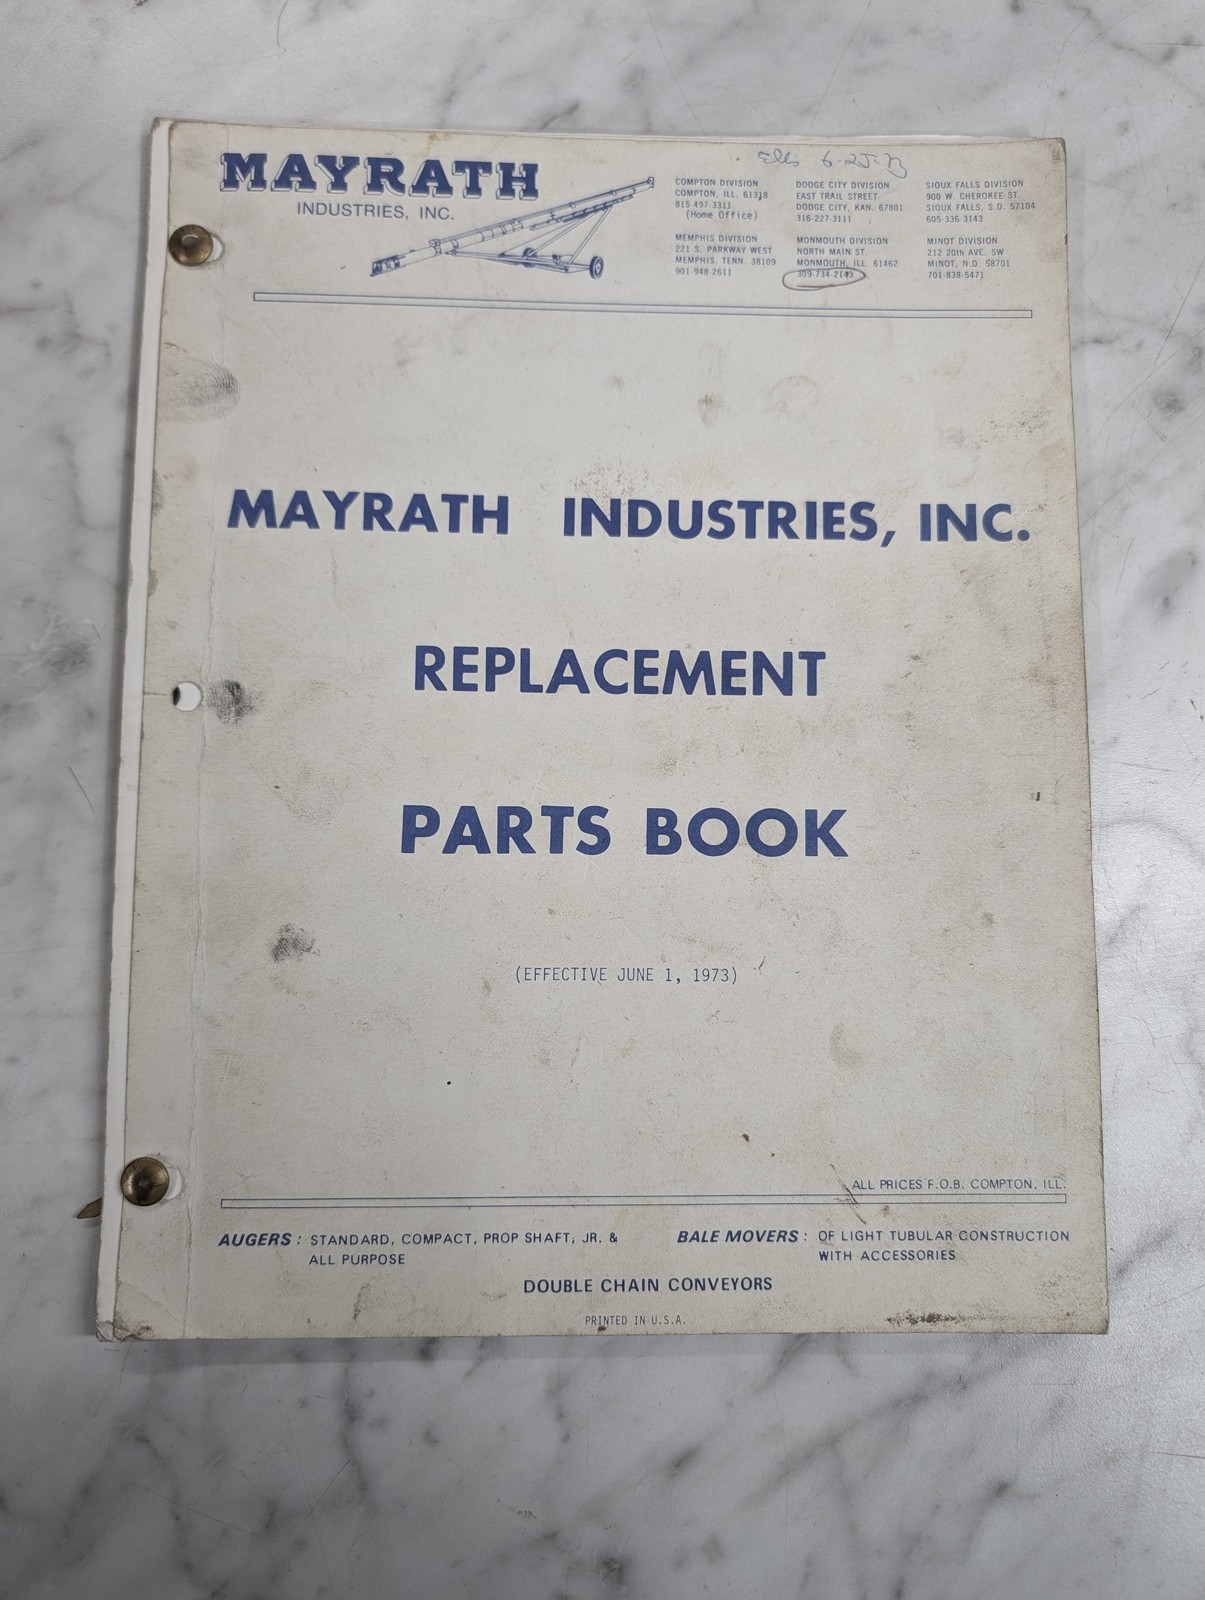 6-25-73
MAYRATH
INDUSTRIES, INC.
COMPTON DIVISION
COMPTON, ILL. 61318
815-497-3311
(Home Office)
DODGE CITY DIVISION
EAST TRAIL STREET
DODGE CITY, KAN. 67801
316-227-3111
SIOUX FALLS DIVISION
900 W. CHEROKEE ST.
SIOUX FALLS, S.D. 57104
605 336-3143
MEMPHIS DIVISION
221 S. PARKWAY WEST
MEMPHIS, TENN. 38109
901-948-2611
MONMOUTH DIVISION
NORTH MAIN ST.
MONMOUTH, ILL. 61462
309-734-2143
MINOT DIVISION
212 20th AVE. SW
MINOT, N.D. 58701
701-838-5471
MAYRATH INDUSTRIES, INC.
REPLACEMENT
PARTS BOOK
(EFFECTIVE JUNE 1, 1973)
ALL PRICES F.O.B. COMPTON, ILL.
AUGERS: STANDARD, COMPACT, PROP SHAFT, JR. &
ALL PURPOSE
BALE MOVERS: OF LIGHT TUBULAR CONSTRUCTION
WITH ACCESSORIES
DOUBLE CHAIN CONVEYORS
PRINTED IN U.S.A.